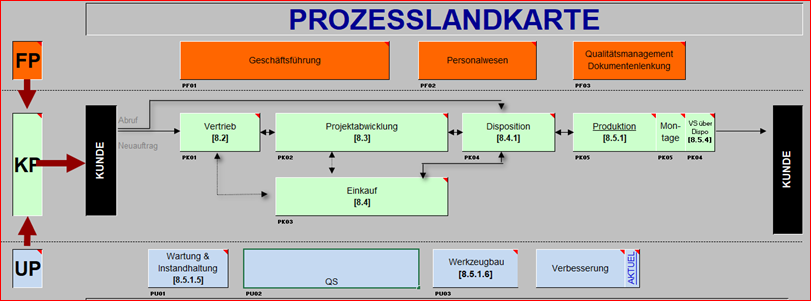 PROZESSLANDKARTE
FP
Geschäftsführung
Personalwesen
Qualitätsmanagement
Dokumentenlenkung
PF01
PF02
PF03
KP
KUNDE
Abruf
Neuauftrag
Vertrieb
[8.2]
Projektabwicklung
[8.3]
Disposition
[8.4.1]
Produktion
[8.5.1]
Mon-
tage
VS über
Dispo
[8.5.4]
KUNDE
PK01
PK02
PK04
PK05
PK05
PK04
Einkauf
[8.4]
PK03
UP
Wartung &
Instandhaltung
[8.5.1.5]
QS
Werkzeugbau
[8.5.1.6]
Verbesserung
AKTUEL
PU01
PU02
PU03